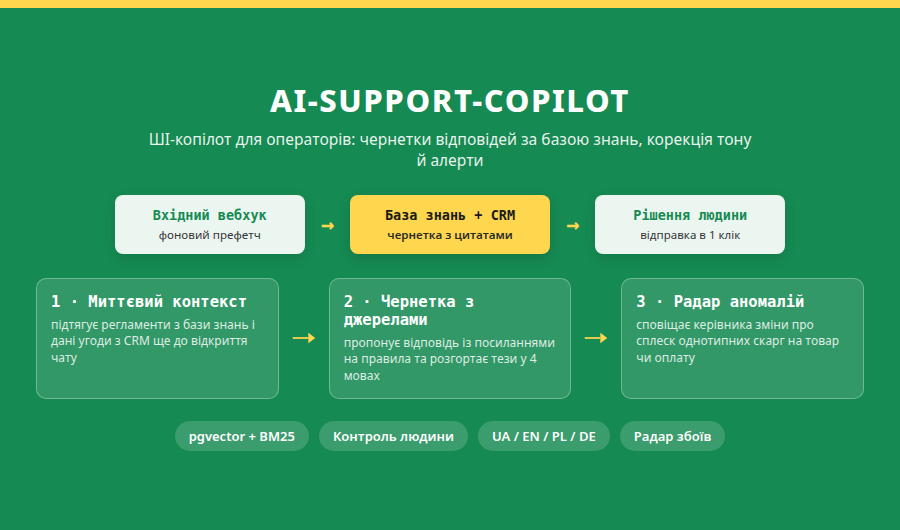 AI-SUPPORT-COPILOT
ШІ-копілот для операторів: чернетки відповідей за базою знань, корекція тону
й алерти
Вхідний вебхук
фоновий префетч
→
База знань + CRM
чернетка з цитатами
→
Рішення людини
відправка в 1 клік
1 · Миттєвий контекст
підтягує регламенти з бази знань і
дані угоди з CRM ще до відкриття
чату
2 · Чернетка з
джерелами
пропонує відповідь із посиланнями
на правила та розгортає тези у 4
мовах
3 · Радар аномалій
сповіщає керівника зміни про
сплеск однотипних скарг на товар
чи оплату
pgvector + BM25
Контроль людини
UA / EN / PL / DE
Радар збоїв